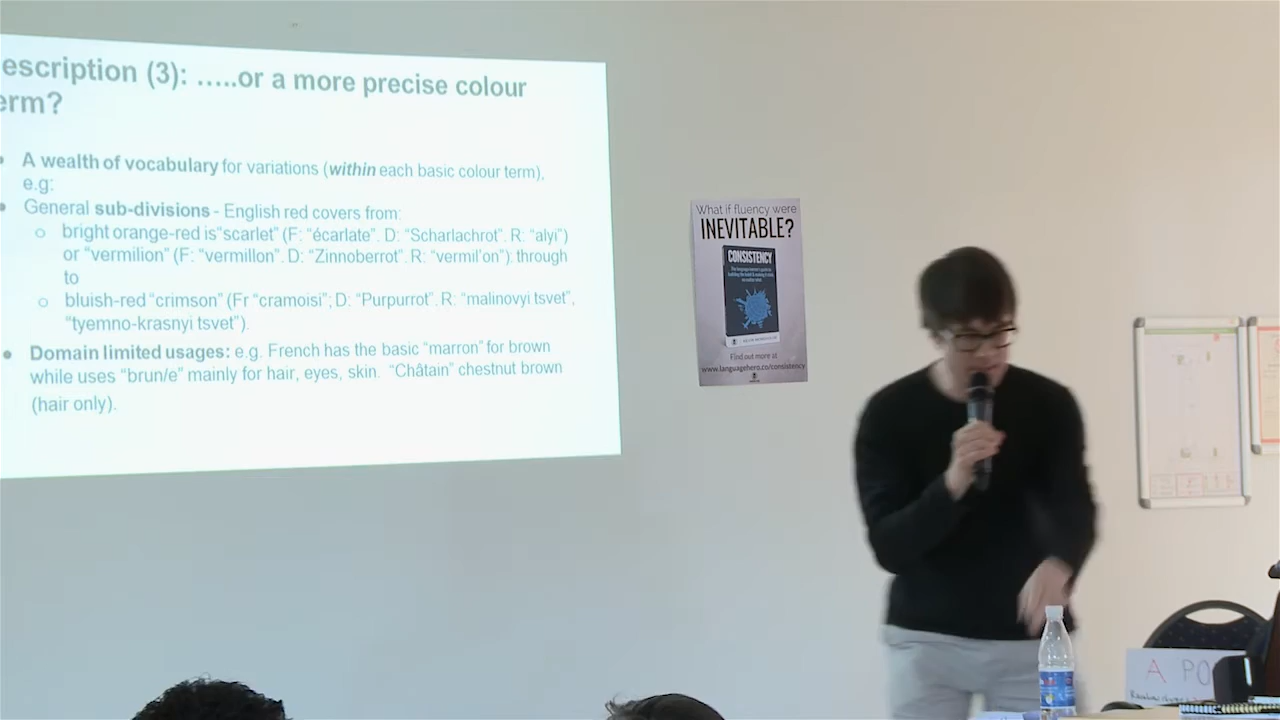 escription (3): …..or a more precise colour
erm?
A wealth of vocabulary for variations (within each basic colour term),
e.g:
General sub-divisions - English red covers from:
bright orange-red is“scarlet” (F: “écarlate”. D: “Scharlachrot”. R: “alyi”)
or “vermilion” (F: “vermillon”. D: “Zinnoberrot”. R: “vermil’on”). through
to
bluish-red “crimson” (Fr “cramoisi”; D: “Purpurrot”. R: “malinovyi tsvet”,
“tyemno-krasnyi tsvet”).
Domain limited usages: e.g. French has the basic “marron” for brown
while uses “brun/e” mainly for hair, eyes, skin. “Châtain” chestnut brown
(hair only).
What if fluency were
INEVITABLE?
CONSISTENCY
Find out more at
www.languagehero.co/consistency
A PO